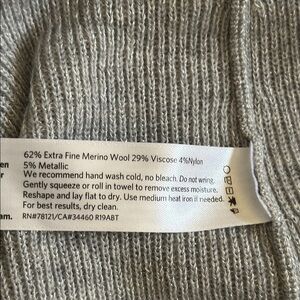 62% Extra Fine Merino Wool 29% Viscose 4%Nylon
5% Metallic
We recommend hand wash cold, no bleach. Do not wring.
Gently squeeze or roll in towel to remove excess moisture.
Reshape and lay flat to dry. Use medium heat iron if needed.
For best results, dry clean.
RN#78121/CA#34460 R19ABT
en
r
am.